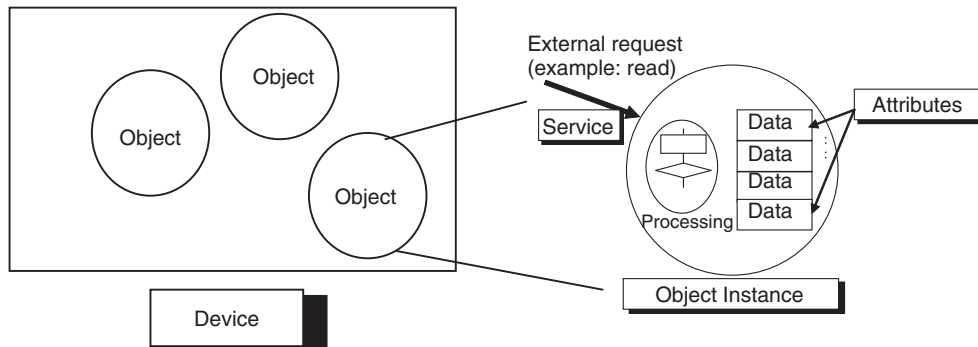 Object
Object
Object
Device
External request
(example: read)
Service
Attributes
Data
Data
Data
Data
Processing
Object Instance